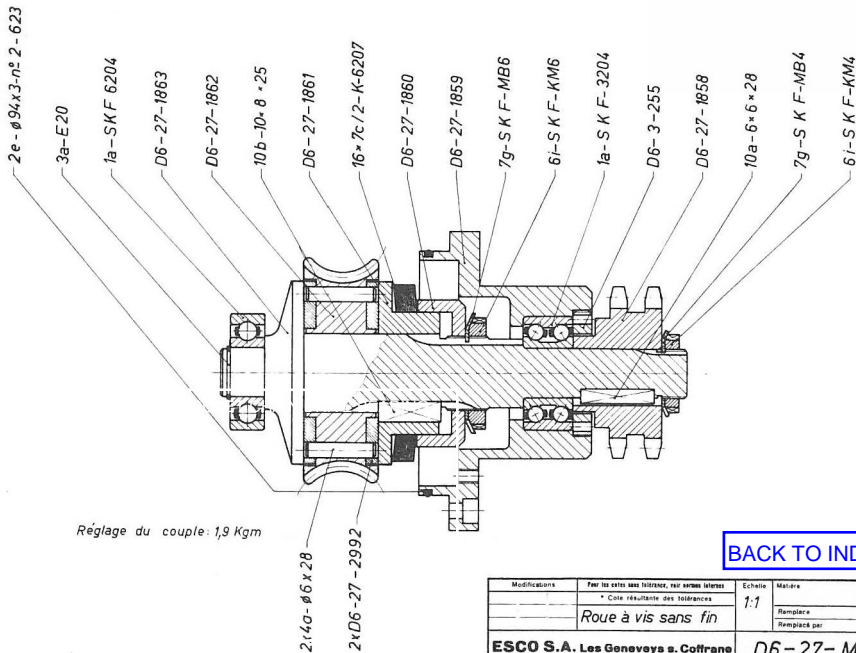 2e - ø94x3-nº 2-623
3a-E20
1a-SKF 6204
D6-27-1863
D6-27-1862
10b-10×8×25
D6-27-1861
16×7c/2-K-6207
D6-27-1860
D6-27-1859
7g-SKF-MB6
6i-SKF-KM6
1a-SKF-3204
D6-3-255
D6-27-1858
10a-6×6×28
7g-SKF-MB4
6i-SKF-KM4
Réglage du couple: 1,9 Kgm
2x4a-ø6x28
2xD6-27-2992
BACK TO IND
Modifications
Pour les cotes sans tolérance, voir normes internes
* Cote résultante des tolérances
Echelle
1:1
Matière
Roue à vis sans fin
Remplace
Remplacé par
ESCO S.A. Les Geneveys s. Coffrane
D6-27-M